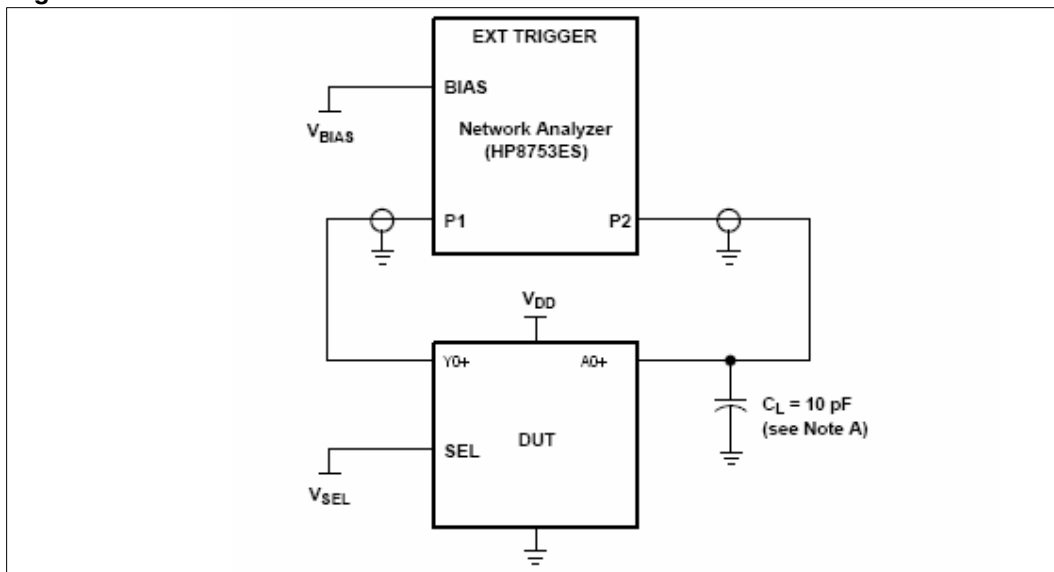 EXT TRIGGER
BIAS
VBIAS
Network Analyzer
(HP8753ES)
P1
P2
VDD
Y0+
A0+
CL = 10 pF
(see Note A)
SEL
DUT
VSEL